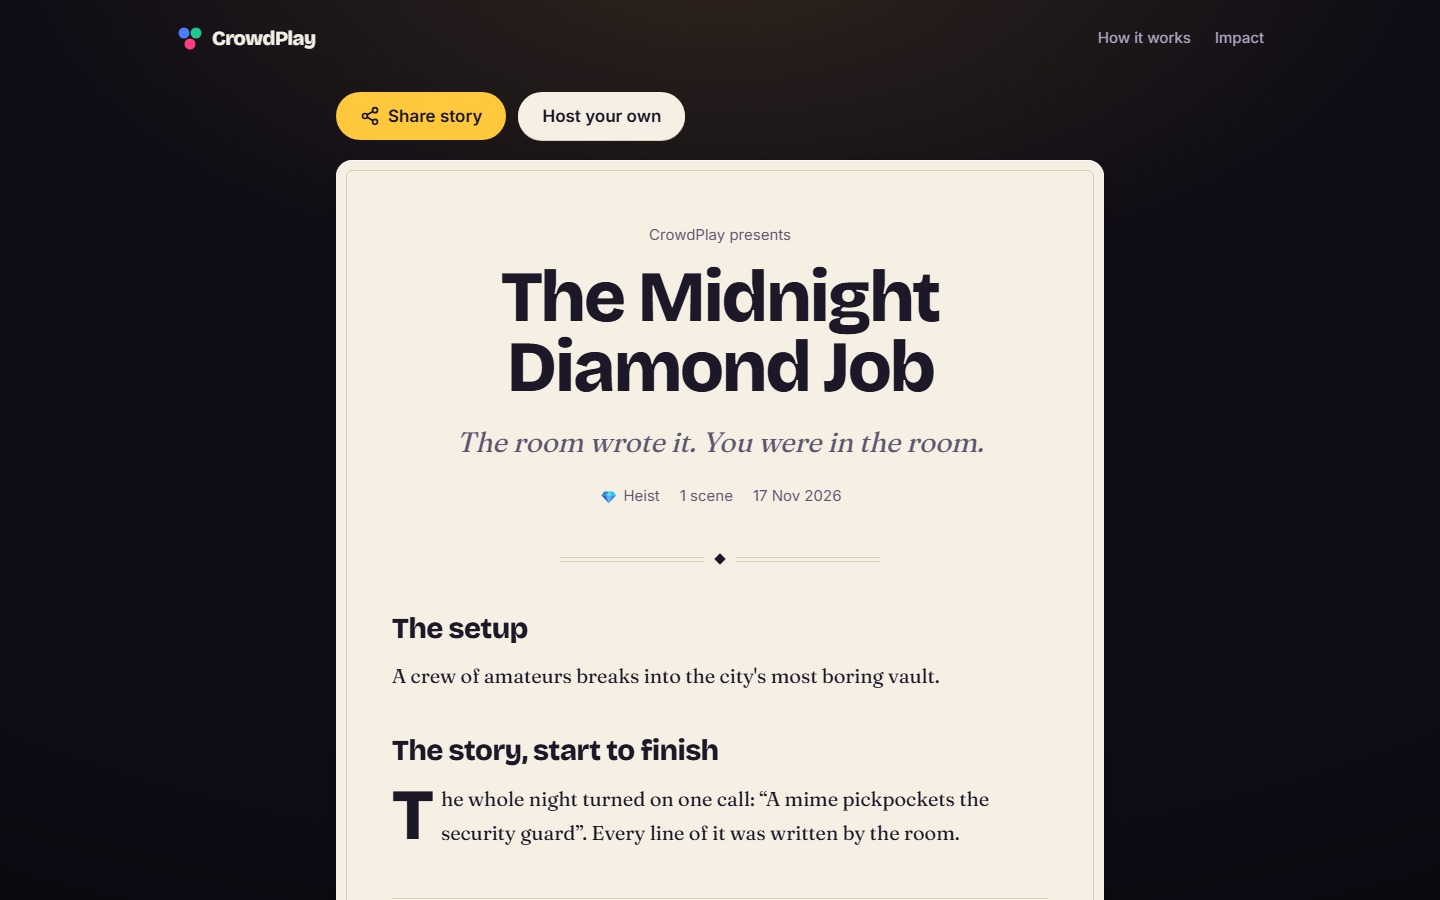 CrowdPlay
How it works
Impact
Share story
Host your own
CrowdPlay presents
The Midnight
Diamond Job
The room wrote it. You were in the room.
Heist 1 scene 17 Nov 2026
The setup
A crew of amateurs breaks into the city's most boring vault.
The story, start to finish
The whole night turned on one call: “A mime pickpockets the
security guard”. Every line of it was written by the room.